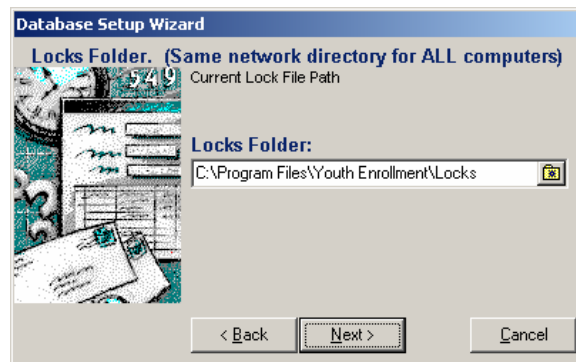 Database Setup Wizard
Locks Folder. (Same network directory for ALL computers)
549
Current Lock File Path
Locks Folder:
C:\Program Files\Youth Enrollment\Locks
< Back
Next >
Cancel